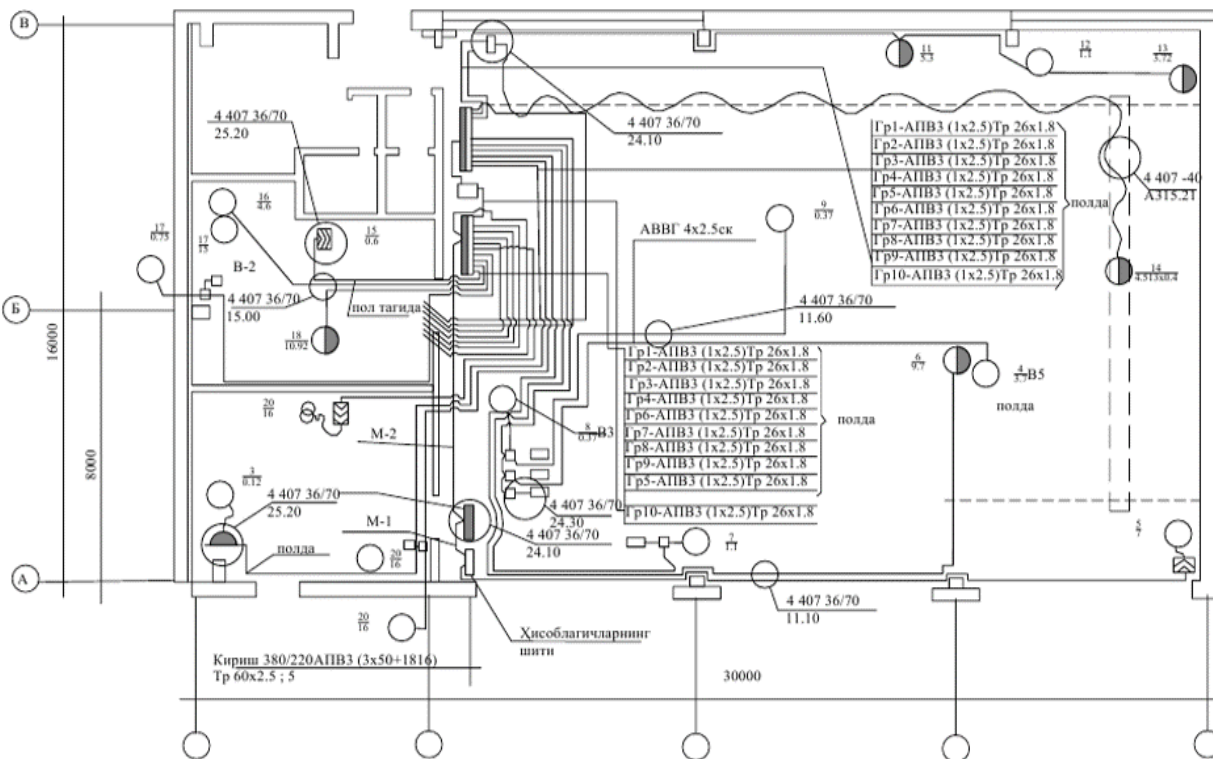 В
11
5.3
12
1.1
13
3.72
4 407 36/70
25.20
4 407 36/70
24.10
Гр1-АПВ3 (1х2.5)Тр 26х1.8
Гр2-АПВ3 (1х2.5)Тр 26х1.8
Гр3-АПВ3 (1х2.5)Тр 26х1.8
Гр4-АПВ3 (1х2.5)Тр 26х1.8
Гр5-АПВ3 (1х2.5)Тр 26х1.8
Гр6-АПВ3 (1х2.5)Тр 26х1.8
Гр7-АПВ3 (1х2.5)Тр 26х1.8
Гр8-АПВ3 (1х2.5)Тр 26х1.8
Гр9-АПВ3 (1х2.5)Тр 26х1.8
Гр10-АПВ3 (1х2.5)Тр 26х1.8
полда
4 407 -40
А315.21
16
4.6
17
0.75
17
15
15
0.6
9
0.37
АВВГ 4х2.5ск
В-2
14
4.513х0.4
4 407 36/70
15.00
пол тагида
4 407 36/70
11.60
Б
16000
8000
18
10.92
Гр1-АПВ3 (1х2.5)Тр 26х1.8
Гр2-АПВ3 (1х2.5)Тр 26х1.8
Гр3-АПВ3 (1х2.5)Тр 26х1.8
Гр4-АПВ3 (1х2.5)Тр 26х1.8
Гр6-АПВ3 (1х2.5)Тр 26х1.8
Гр7-АПВ3 (1х2.5)Тр 26х1.8
Гр8-АПВ3 (1х2.5)Тр 26х1.8
Гр9-АПВ3 (1х2.5)Тр 26х1.8
Гр5-АПВ3 (1х2.5)Тр 26х1.8
Гр10-АПВ3 (1х2.5)Тр 26х1.8
полда
6
9.7
4
В5
полда
20
16
М-2
8
0.37
В3
3
0.12
4 407 36/70
25.20
4 407 36/70
24.30
4 407 36/70
24.10
М-1
полда
20
16
1.1
5
7
А
20
16
4 407 36/70
11.10
Ҳисоблагичларнинг
шити
Кириш 380/220АПВ3 (3х50+1816)
Тр 60х2.5 ; 5
30000